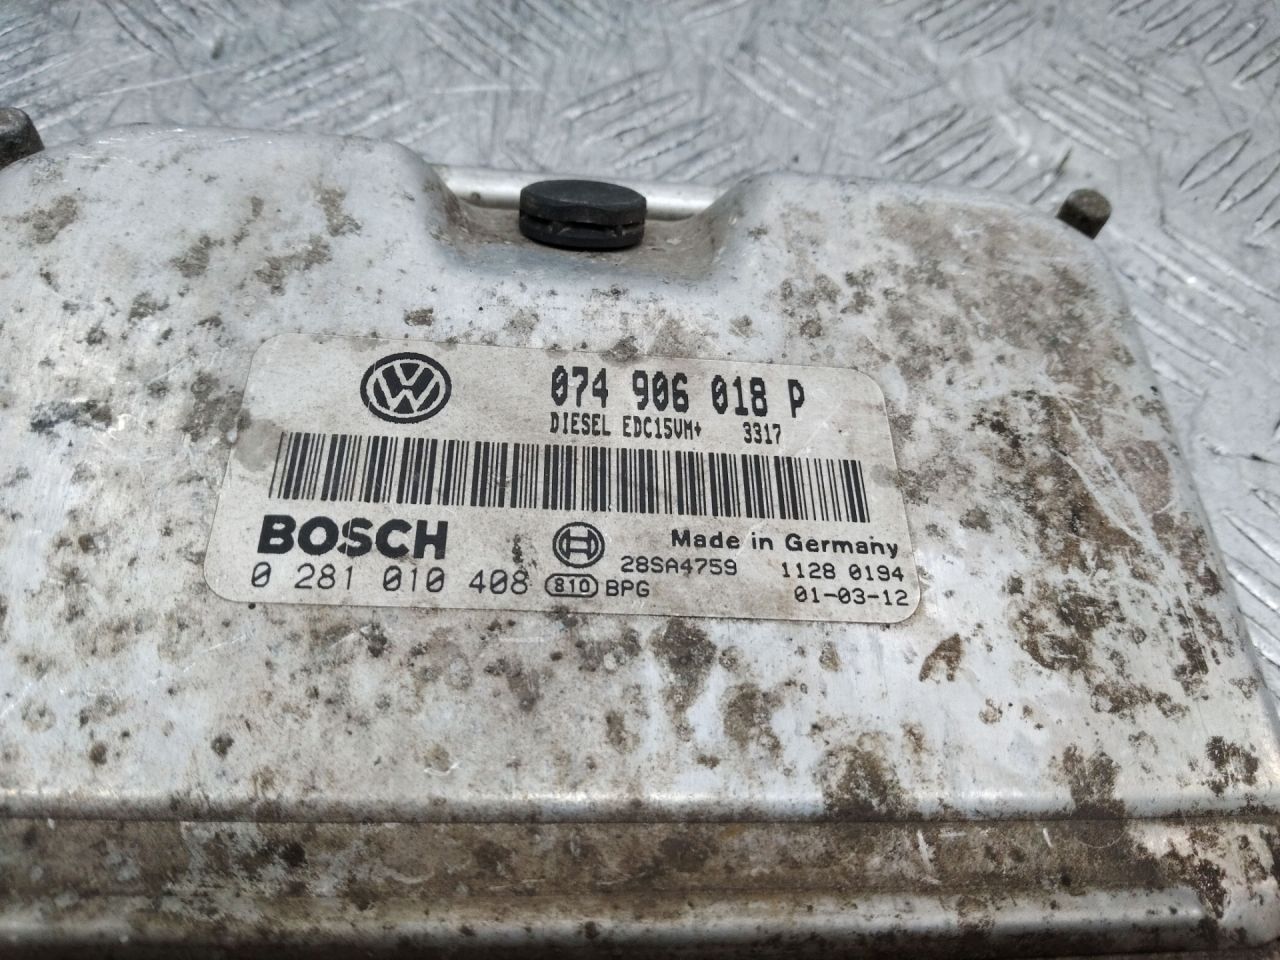 074 906 018 P
DIESEL EDC15VM+ 3317
BOSCH
Made in Germany
0 281 010 408
28SA4759 1128 0194
810 BPG 01-03-12